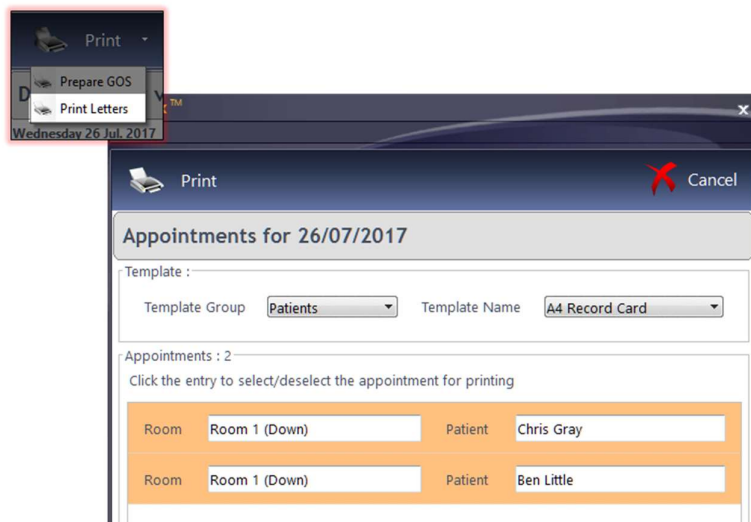 Print
Prepare GOS
Print Letters
Wednesday 26 Jul. 2017
TM
x
Print
Cancel
Appointments for 26/07/2017
Template :
Template Group Patients Template Name A4 Record Card
Appointments : 2
Click the entry to select/deselect the appointment for printing
Room Room 1 (Down) Patient Chris Gray
Room Room 1 (Down) Patient Ben Little